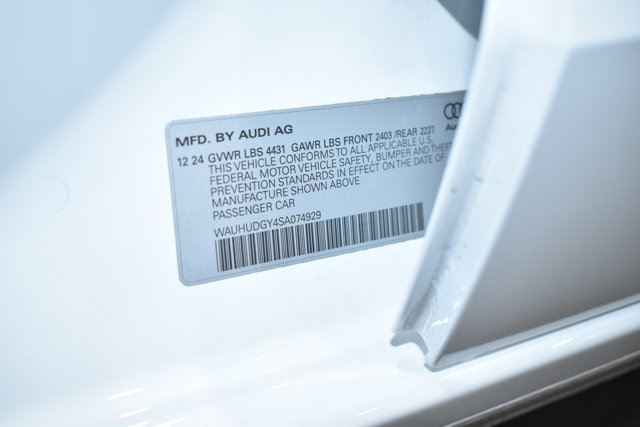 MFD. BY AUDI AG
12 24 GVWR LBS 4431 GAWR LBS FRONT 2403 /REAR 2227
THIS VEHICLE CONFORMS TO ALL APPLICABLE U.S.
FEDERAL MOTOR VEHICLE SAFETY, BUMPER AND THEFT
PREVENTION STANDARDS IN EFFECT ON THE DATE OF
MANUFACTURE SHOWN ABOVE
PASSENGER CAR
WAUHUDGY4SA074929